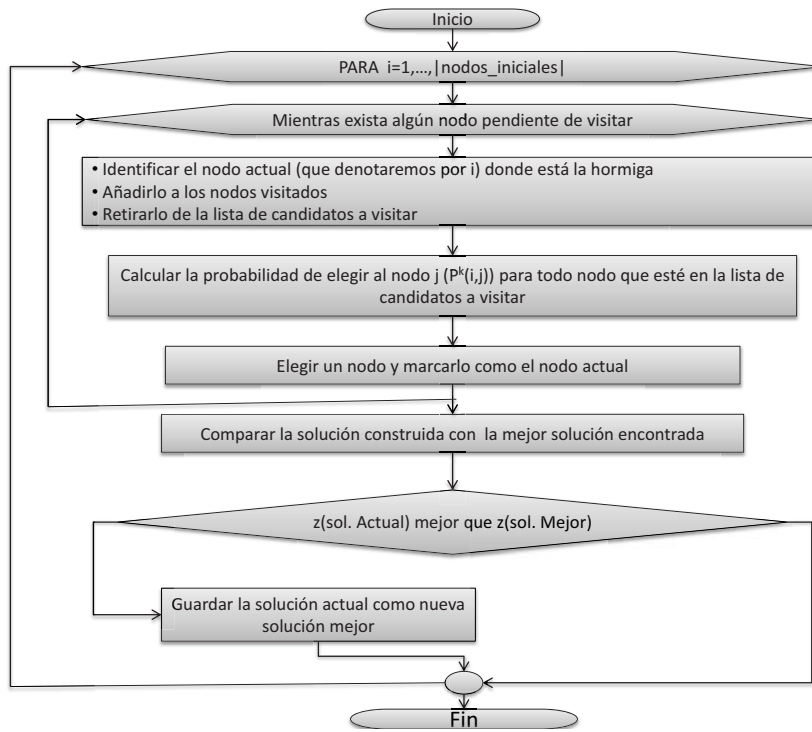 Inicio
PARA i=1,...,|nodos_iniciales|
Mientras exista algún nodo pendiente de visitar
• Identificar el nodo actual (que denotaremos por i) donde está la hormiga
• Añadirlo a los nodos visitados
• Retirarlo de la lista de candidatos a visitar
Calcular la probabilidad de elegir al nodo j (Pᵏ(i,j)) para todo nodo que esté en la lista de
candidatos a visitar
Elegir un nodo y marcarlo como el nodo actual
Comparar la solución construida con la mejor solución encontrada
z(sol. Actual) mejor que z(sol. Mejor)
Guardar la solución actual como nueva
solución mejor
Fin